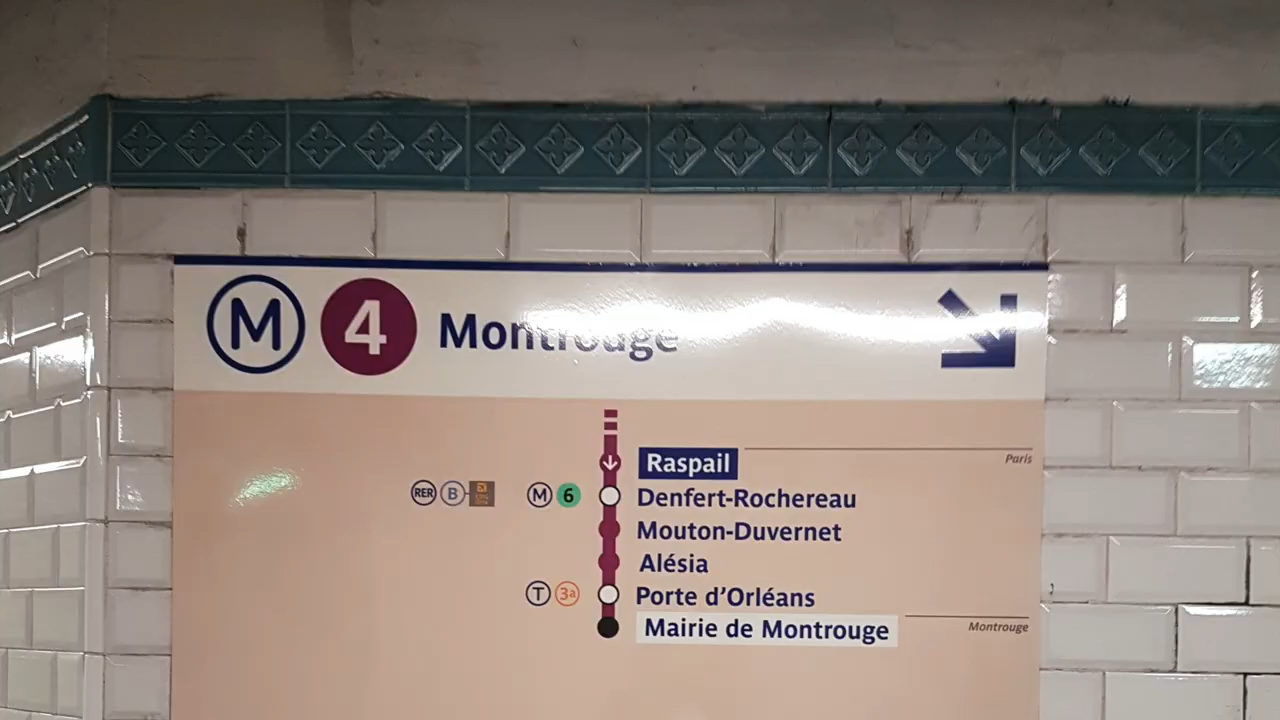 M 4 Montrouge
Raspail
Paris
RER B M 6 Denfert-Rochereau
Mouton-Duvernet
Alésia
T 3a Porte d'Orléans
Mairie de Montrouge
Montrouge